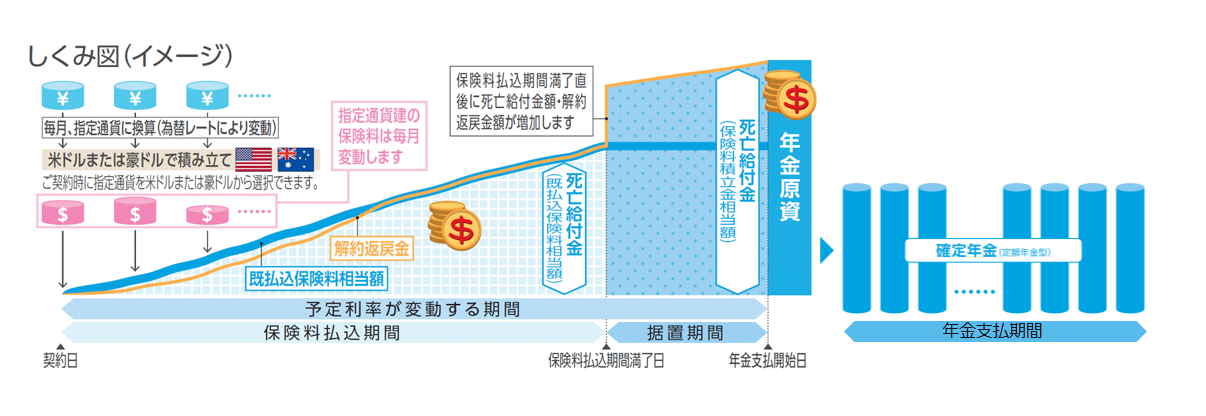 しくみ図(イメージ)
¥ ¥ ¥ ……
毎月、指定通貨に換算(為替レートにより変動)
米ドルまたは豪ドルで積み立て
ご契約時に指定通貨を米ドルまたは豪ドルから選択できます。
$ $ $ ……
指定通貨建の
保険料は毎月
変動します
保険料払込期間満了直
後に死亡給付金額・解約
返戻金額が増加します
解約返戻金
既払込保険料相当額
$
死亡給付金
(既払込保険料相当額)
死亡給付金
(保険料積立金相当額)
$
年金原資
確定年金(定額年金型)
……
予定利率が変動する期間
保険料払込期間
据置期間
年金支払期間
契約日
保険料払込期間満了日
年金支払開始日